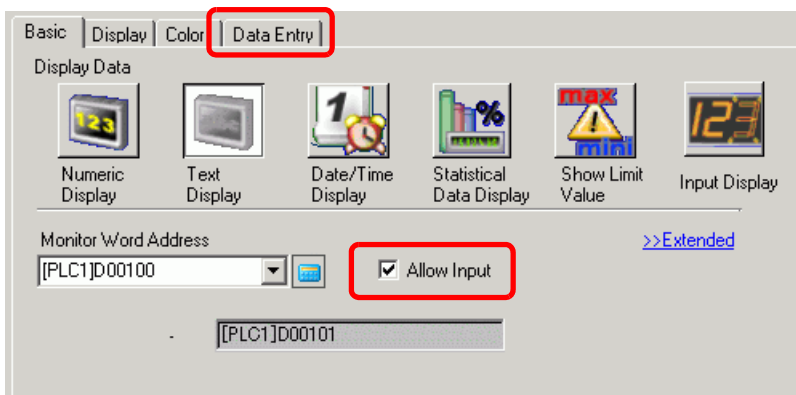 Basic Display Color Data Entry
Display Data
123
1
%
max
mini
123
Numeric Display
Text Display
Date/Time Display
Statistical Data Display
Show Limit Value
Input Display
Monitor Word Address
>>Extended
[PLC1]D00100
Allow Input
- [PLC1]D00101